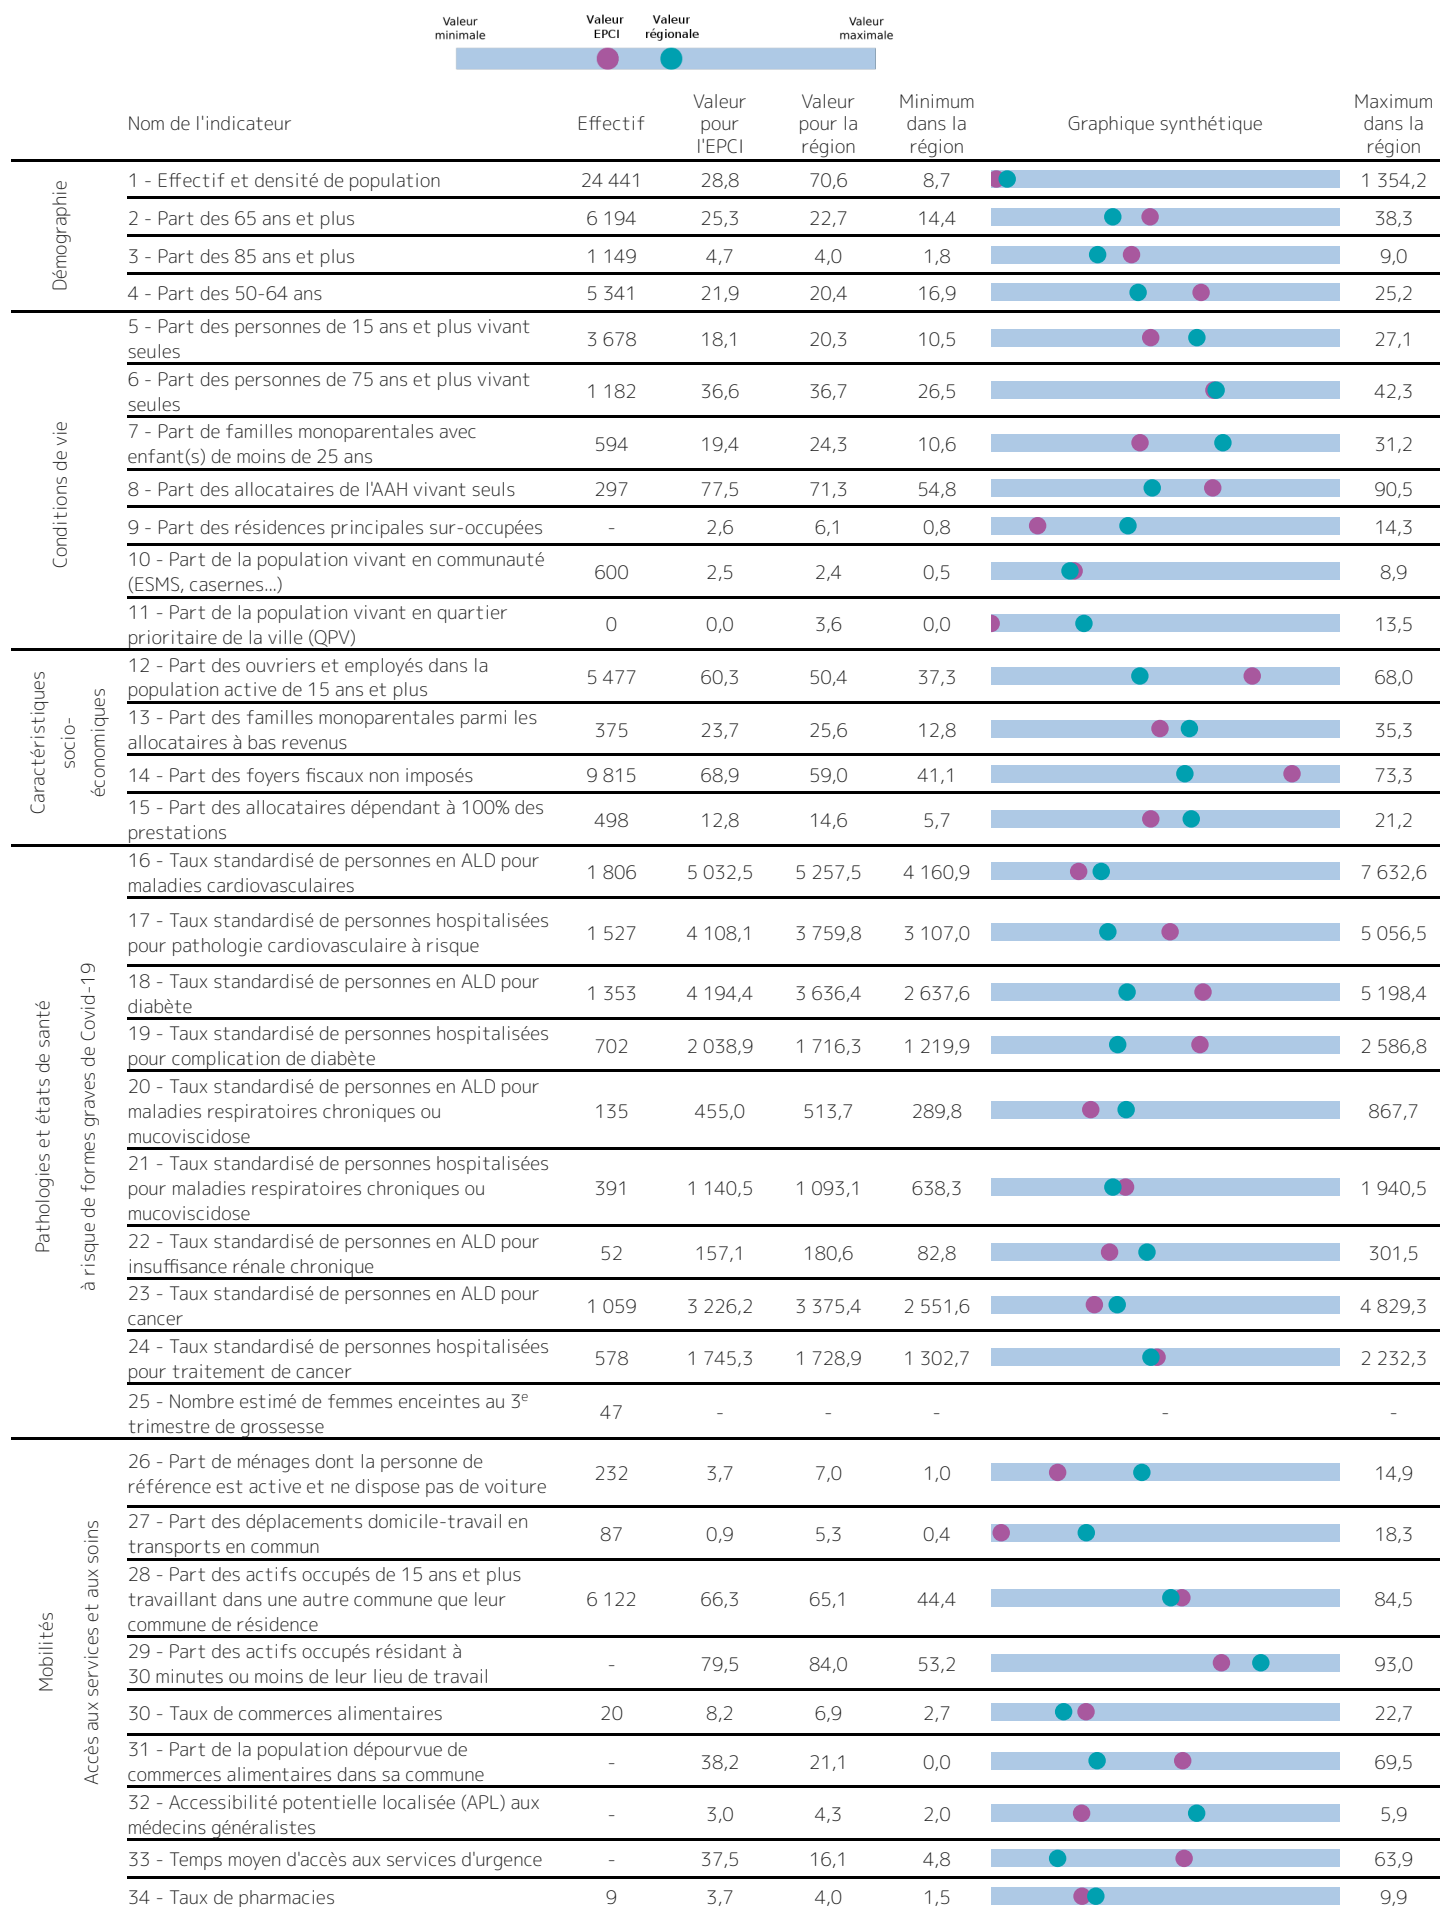 Valeur
minimale
Valeur
EPCI
Valeur
régionale
Valeur
maximale
Nom de l'indicateur
Effectif
Valeur
pour
l'EPCI
Valeur
pour la
région
Minimum
dans la
région
Graphique synthétique
Maximum
dans la
région
Démographie
1 - Effectif et densité de population 24 441 28,8 70,6 8,7 1 354,2
2 - Part des 65 ans et plus 6 194 25,3 22,7 14,4 38,3
3 - Part des 85 ans et plus 1 149 4,7 4,0 1,8 9,0
4 - Part des 50-64 ans 5 341 21,9 20,4 16,9 25,2
Conditions de vie
5 - Part des personnes de 15 ans et plus vivant
seules 3 678 18,1 20,3 10,5 27,1
6 - Part des personnes de 75 ans et plus vivant
seules 1 182 36,6 36,7 26,5 42,3
7 - Part de familles monoparentales avec
enfant(s) de moins de 25 ans 594 19,4 24,3 10,6 31,2
8 - Part des allocataires de l'AAH vivant seuls 297 77,5 71,3 54,8 90,5
9 - Part des résidences principales sur-occupées - 2,6 6,1 0,8 14,3
10 - Part de la population vivant en communauté
(ESMS, casernes...) 600 2,5 2,4 0,5 8,9
11 - Part de la population vivant en quartier
prioritaire de la ville (QPV) 0 0,0 3,6 0,0 13,5
Caractéristiques
socio-
économiques
12 - Part des ouvriers et employés dans la
population active de 15 ans et plus 5 477 60,3 50,4 37,3 68,0
13 - Part des familles monoparentales parmi les
allocataires à bas revenus 375 23,7 25,6 12,8 35,3
14 - Part des foyers fiscaux non imposés 9 815 68,9 59,0 41,1 73,3
15 - Part des allocataires dépendant à 100% des
prestations 498 12,8 14,6 5,7 21,2
Pathologies et états de santé
à risque de formes graves de Covid-19
16 - Taux standardisé de personnes en ALD pour
maladies cardiovasculaires 1 806 5 032,5 5 257,5 4 160,9 7 632,6
17 - Taux standardisé de personnes hospitalisées
pour pathologie cardiovasculaire à risque 1 527 4 108,1 3 759,8 3 107,0 5 056,5
18 - Taux standardisé de personnes en ALD pour
diabète 1 353 4 194,4 3 636,4 2 637,6 5 198,4
19 - Taux standardisé de personnes hospitalisées
pour complication de diabète 702 2 038,9 1 716,3 1 219,9 2 586,8
20 - Taux standardisé de personnes en ALD pour
maladies respiratoires chroniques ou 135 455,0 513,7 289,8 867,7
mucoviscidose
21 - Taux standardisé de personnes hospitalisées
pour maladies respiratoires chroniques ou 391 1 140,5 1 093,1 638,3 1 940,5
mucoviscidose
22 - Taux standardisé de personnes en ALD pour
insuffisance rénale chronique 52 157,1 180,6 82,8 301,5
23 - Taux standardisé de personnes en ALD pour
cancer 1 059 3 226,2 3 375,4 2 551,6 4 829,3
24 - Taux standardisé de personnes hospitalisées
pour traitement de cancer 578 1 745,3 1 728,9 1 302,7 2 232,3
25 - Nombre estimé de femmes enceintes au 3e
trimestre de grossesse 47 - - - - -
Mobilités
Accès aux services et aux soins
26 - Part de ménages dont la personne de
référence est active et ne dispose pas de voiture 232 3,7 7,0 1,0 14,9
27 - Part des déplacements domicile-travail en
transports en commun 87 0,9 5,3 0,4 18,3
28 - Part des actifs occupés de 15 ans et plus
travaillant dans une autre commune que leur 6 122 66,3 65,1 44,4 84,5
commune de résidence
29 - Part des actifs occupés résidant à
30 minutes ou moins de leur lieu de travail - 79,5 84,0 53,2 93,0
30 - Taux de commerces alimentaires 20 8,2 6,9 2,7 22,7
31 - Part de la population dépourvue de
commerces alimentaires dans sa commune - 38,2 21,1 0,0 69,5
32 - Accessibilité potentielle localisée (APL) aux
médecins généralistes - 3,0 4,3 2,0 5,9
33 - Temps moyen d'accès aux services d'urgence - 37,5 16,1 4,8 63,9
34 - Taux de pharmacies 9 3,7 4,0 1,5 9,9